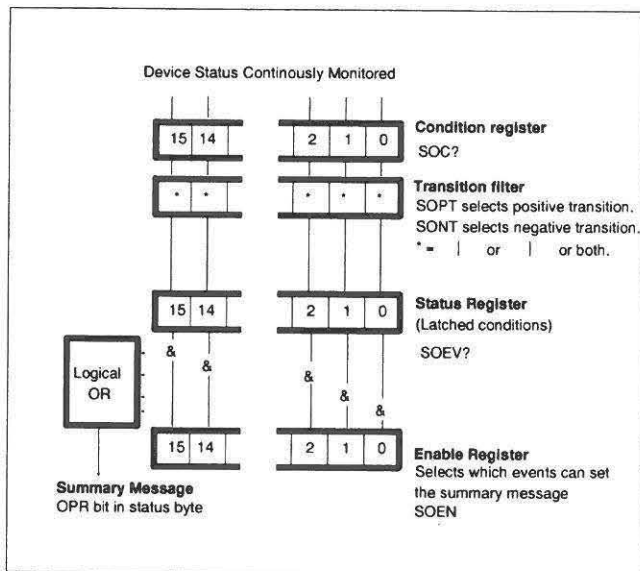 Device Status Continously Monitored
15 14 2 1 0
Condition register
SOC?
* * * * *
Transition filter
SOPT selects positive transition.
SONT selects negative transition.
* = | or | or both.
15 14 2 1 0
Status Register
(Latched conditions)
SOEV?
& & & & &
Logical
OR
15 14 2 1 0
Enable Register
Selects which events can set
the summary message
SOEN
Summary Message
OPR bit in status byte